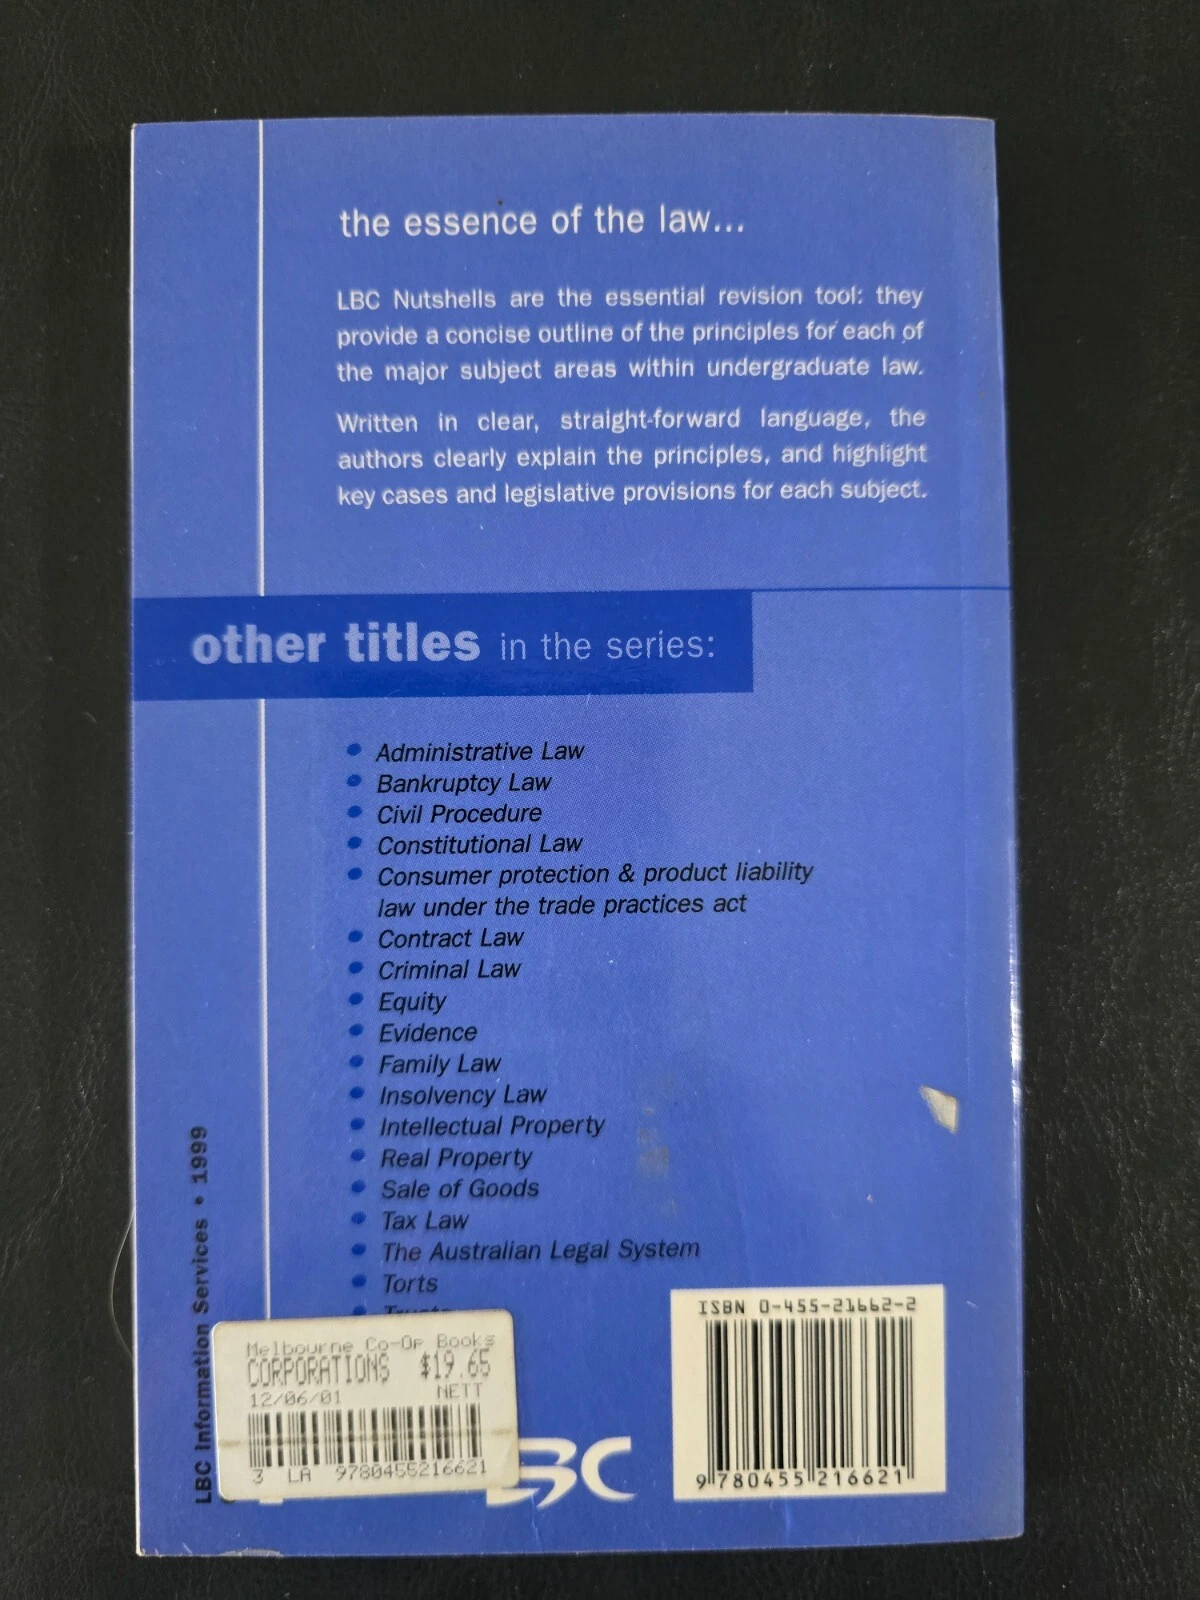 the essence of the law...
LBC Nutshells are the essential revision tool: they
provide a concise outline of the principles for each of
the major subject areas within undergraduate law.
Written in clear, straight-forward language, the
authors clearly explain the principles, and highlight
key cases and legislative provisions for each subject.
other titles in the series:
• Administrative Law
• Bankruptcy Law
• Civil Procedure
• Constitutional Law
• Consumer protection & product liability
law under the trade practices act
• Contract Law
• Criminal Law
• Equity
• Evidence
• Family Law
• Insolvency Law
• Intellectual Property
• Real Property
• Sale of Goods
• Tax Law
• The Australian Legal System
• Torts
• Trusts
LBC Information Services • 1999
Melbourne Co-Op Books
CORPORATIONS $19.65
12/06/01 NETT
3 LA 9780455216621
LBC
ISBN 0-455-21662-2
9 780455 216621